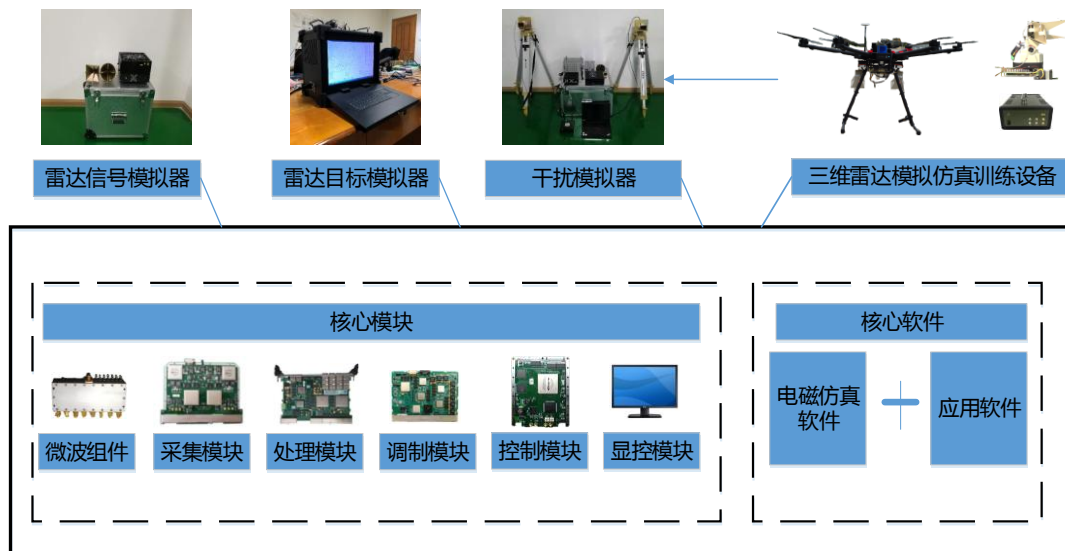 雷达信号模拟器
雷达目标模拟器
干扰模拟器
三维雷达模拟仿真训练设备
核心模块
核心软件
微波组件
采集模块
处理模块
调制模块
控制模块
显控模块
电磁仿真
软件
应用软件